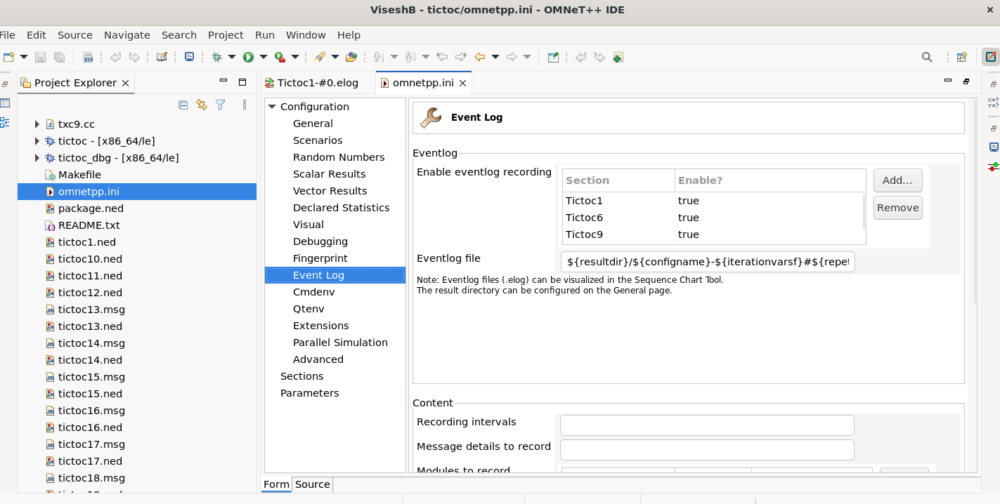 ViseshB - tictoc/omnetpp.ini - OMNeT++ IDE
File Edit Source Navigate Search Project Run Window Help
Project Explorer
txc9.cc
tictoc - [x86_64/le]
tictoc_dbg - [x86_64/le]
Makefile
omnetpp.ini
package.ned
README.txt
tictoc1.ned
tictoc10.ned
tictoc11.ned
tictoc12.ned
tictoc13.msg
tictoc13.ned
tictoc14.msg
tictoc14.ned
tictoc15.msg
tictoc15.ned
tictoc16.msg
tictoc16.ned
tictoc17.msg
tictoc17.ned
tictoc18.msg
Tictoc1-#0.elog
omnetpp.ini
Configuration
General
Scenarios
Random Numbers
Scalar Results
Vector Results
Declared Statistics
Visual
Debugging
Fingerprint
Event Log
Cmdenv
Qtenv
Extensions
Parallel Simulation
Advanced
Sections
Parameters
Event Log
Eventlog
Enable eventlog recording
Section Enable?
Tictoc1 true
Tictoc6 true
Tictoc9 true
Add...
Remove
Eventlog file
${resultdir}/${configname}-${iterationvarsf}#${repet
Note: Eventlog files (.elog) can be visualized in the Sequence Chart Tool.
The result directory can be configured on the General page.
Content
Recording intervals
Message details to record
Modules to record
Form Source